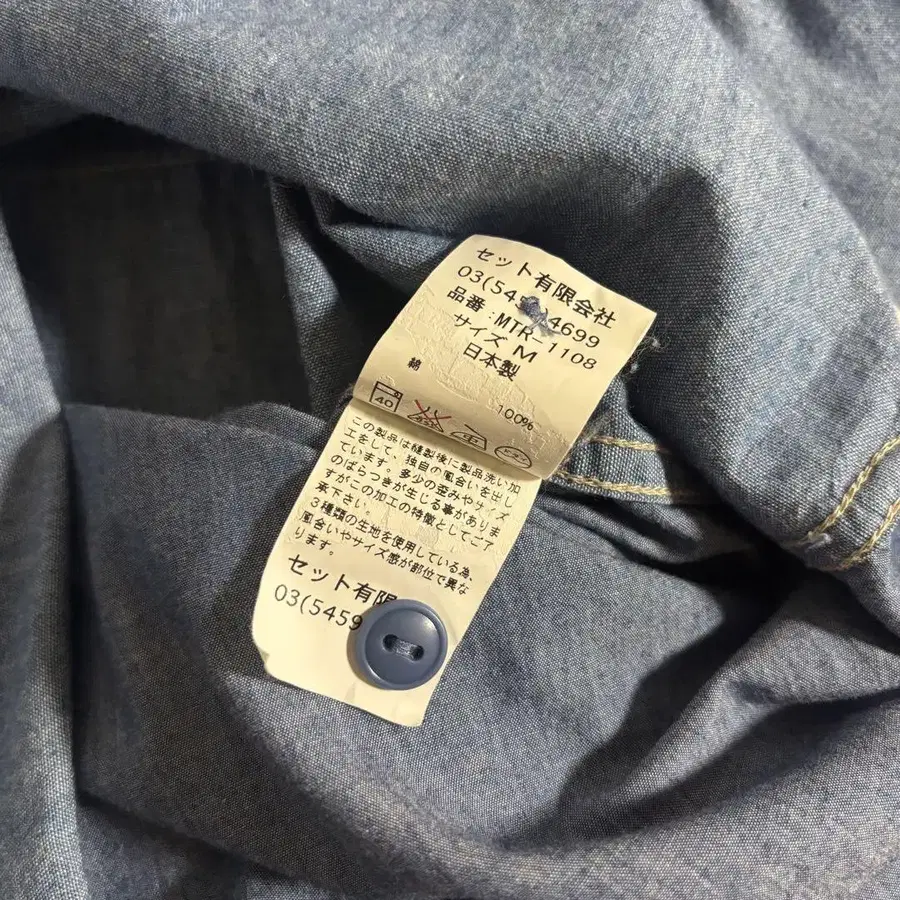 セット有限会社
03(545 4699
品番:MTR-1108
サイズ M
日本製
綿 100%
40
この製品は縫製後に製品洗い加
工をして、独自の風合いを出し
ています。多少の歪みやサイズ
のばらつきが生じる事がありま
すがこの加工の特徴としてご了
承下さい。
3種類の生地を使用している為、
風合いやサイズ感が部位で異な
ります。
セット有限
03(5459